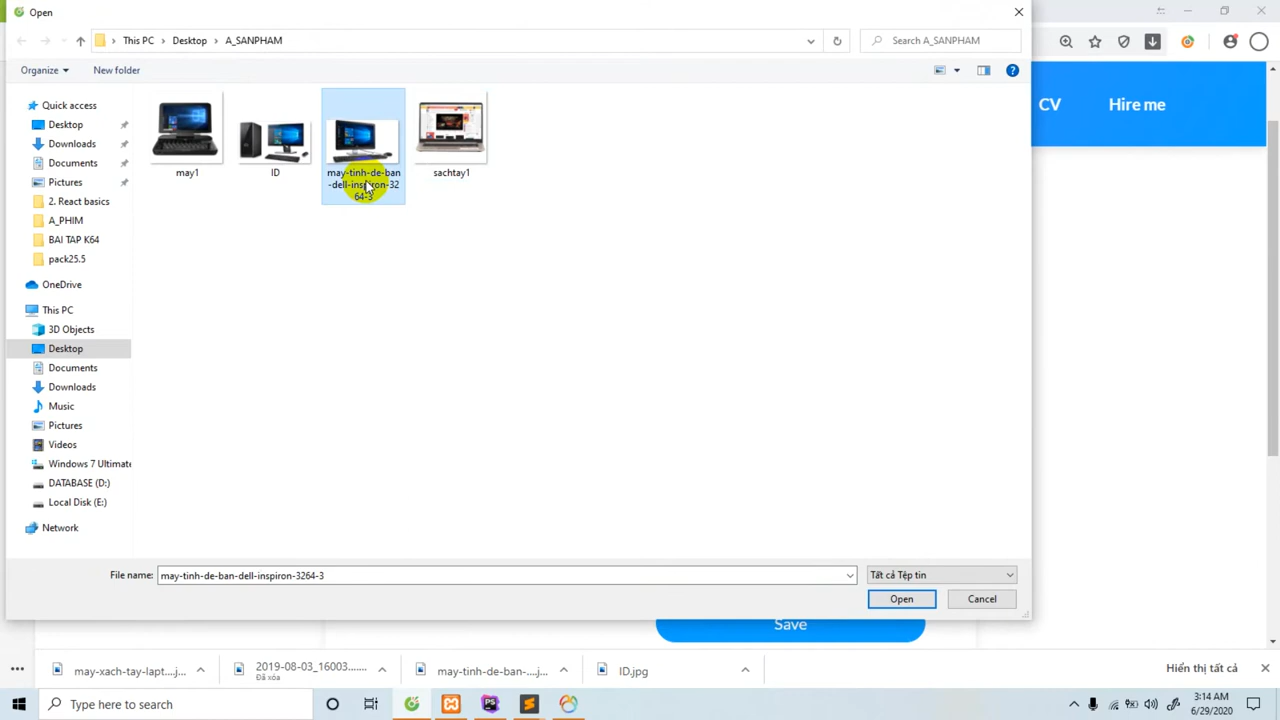 Open
This PC > Desktop > A_SANPHAM
Search A_SANPHAM
Organize
New folder
CV
Hire me
Quick access
Desktop
Downloads
Documents
Pictures
2. React basics
A_PHIM
BAI TAP K64
pack25.5
OneDrive
This PC
3D Objects
Desktop
Documents
Downloads
Music
Pictures
Videos
Windows 7 Ultimate
DATABASE (D:)
Local Disk (E:)
Network
may1
ID
may-tinh-de-ban
-dell-inspiron-32
64-3
sachtay1
File name:
may-tinh-de-ban-dell-inspiron-3264-3
Tất cả Tệp tin
Open
Cancel
Save
may-xach-tay-lapt....j...
2019-08-03_16003.......
Đã xóa
may-tinh-de-ban-....j...
ID.jpg
Hiển thị tất cả
Type here to search
3:14 AM
6/29/2020